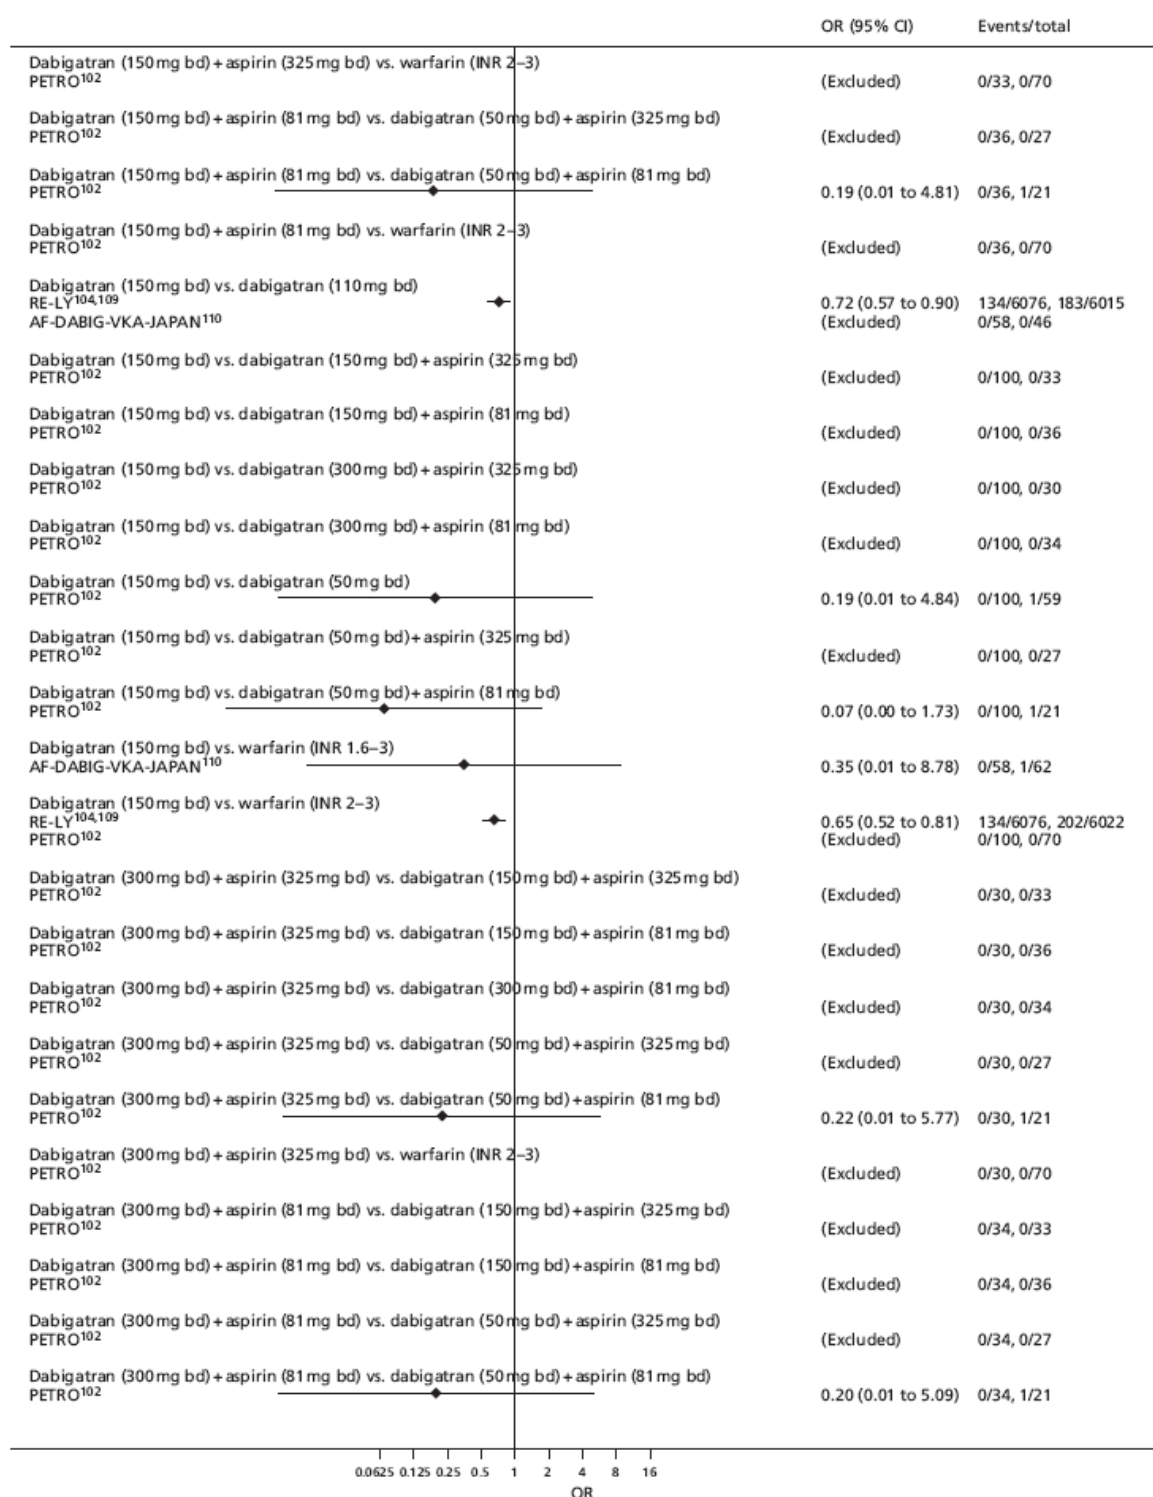 OR (95% CI) Events/total
Dabigatran (150 mg bd) + aspirin (325 mg bd) vs. warfarin (INR 2–3)
PETRO102 (Excluded) 0/33, 0/70
Dabigatran (150 mg bd) + aspirin (81 mg bd) vs. dabigatran (50 mg bd) + aspirin (325 mg bd)
PETRO102 (Excluded) 0/36, 0/27
Dabigatran (150 mg bd) + aspirin (81 mg bd) vs. dabigatran (50 mg bd) + aspirin (81 mg bd)
PETRO102 0.19 (0.01 to 4.81) 0/36, 1/21
Dabigatran (150 mg bd) + aspirin (81 mg bd) vs. warfarin (INR 2–3)
PETRO102 (Excluded) 0/36, 0/70
Dabigatran (150 mg bd) vs. dabigatran (110 mg bd)
RE-LY104,109 0.72 (0.57 to 0.90) 134/6076, 183/6015
AF-DABIG-VKA-JAPAN110 (Excluded) 0/58, 0/46
Dabigatran (150 mg bd) vs. dabigatran (150 mg bd) + aspirin (325 mg bd)
PETRO102 (Excluded) 0/100, 0/33
Dabigatran (150 mg bd) vs. dabigatran (150 mg bd) + aspirin (81 mg bd)
PETRO102 (Excluded) 0/100, 0/36
Dabigatran (150 mg bd) vs. dabigatran (300 mg bd) + aspirin (325 mg bd)
PETRO102 (Excluded) 0/100, 0/30
Dabigatran (150 mg bd) vs. dabigatran (300 mg bd) + aspirin (81 mg bd)
PETRO102 (Excluded) 0/100, 0/34
Dabigatran (150 mg bd) vs. dabigatran (50 mg bd)
PETRO102 0.19 (0.01 to 4.84) 0/100, 1/59
Dabigatran (150 mg bd) vs. dabigatran (50 mg bd) + aspirin (325 mg bd)
PETRO102 (Excluded) 0/100, 0/27
Dabigatran (150 mg bd) vs. dabigatran (50 mg bd) + aspirin (81 mg bd)
PETRO102 0.07 (0.00 to 1.73) 0/100, 1/21
Dabigatran (150 mg bd) vs. warfarin (INR 1.6–3)
AF-DABIG-VKA-JAPAN110 0.35 (0.01 to 8.78) 0/58, 1/62
Dabigatran (150 mg bd) vs. warfarin (INR 2–3)
RE-LY104,109 0.65 (0.52 to 0.81) 134/6076, 202/6022
PETRO102 (Excluded) 0/100, 0/70
Dabigatran (300 mg bd) + aspirin (325 mg bd) vs. dabigatran (150 mg bd) + aspirin (325 mg bd)
PETRO102 (Excluded) 0/30, 0/33
Dabigatran (300 mg bd) + aspirin (325 mg bd) vs. dabigatran (150 mg bd) + aspirin (81 mg bd)
PETRO102 (Excluded) 0/30, 0/36
Dabigatran (300 mg bd) + aspirin (325 mg bd) vs. dabigatran (300 mg bd) + aspirin (81 mg bd)
PETRO102 (Excluded) 0/30, 0/34
Dabigatran (300 mg bd) + aspirin (325 mg bd) vs. dabigatran (50 mg bd) + aspirin (325 mg bd)
PETRO102 (Excluded) 0/30, 0/27
Dabigatran (300 mg bd) + aspirin (325 mg bd) vs. dabigatran (50 mg bd) + aspirin (81 mg bd)
PETRO102 0.22 (0.01 to 5.77) 0/30, 1/21
Dabigatran (300 mg bd) + aspirin (325 mg bd) vs. warfarin (INR 2–3)
PETRO102 (Excluded) 0/30, 0/70
Dabigatran (300 mg bd) + aspirin (81 mg bd) vs. dabigatran (150 mg bd) + aspirin (325 mg bd)
PETRO102 (Excluded) 0/34, 0/33
Dabigatran (300 mg bd) + aspirin (81 mg bd) vs. dabigatran (150 mg bd) + aspirin (81 mg bd)
PETRO102 (Excluded) 0/34, 0/36
Dabigatran (300 mg bd) + aspirin (81 mg bd) vs. dabigatran (50 mg bd) + aspirin (325 mg bd)
PETRO102 (Excluded) 0/34, 0/27
Dabigatran (300 mg bd) + aspirin (81 mg bd) vs. dabigatran (50 mg bd) + aspirin (81 mg bd)
PETRO102 0.20 (0.01 to 5.09) 0/34, 1/21
0.0625 0.125 0.25 0.5 1 2 4 8 16
OR